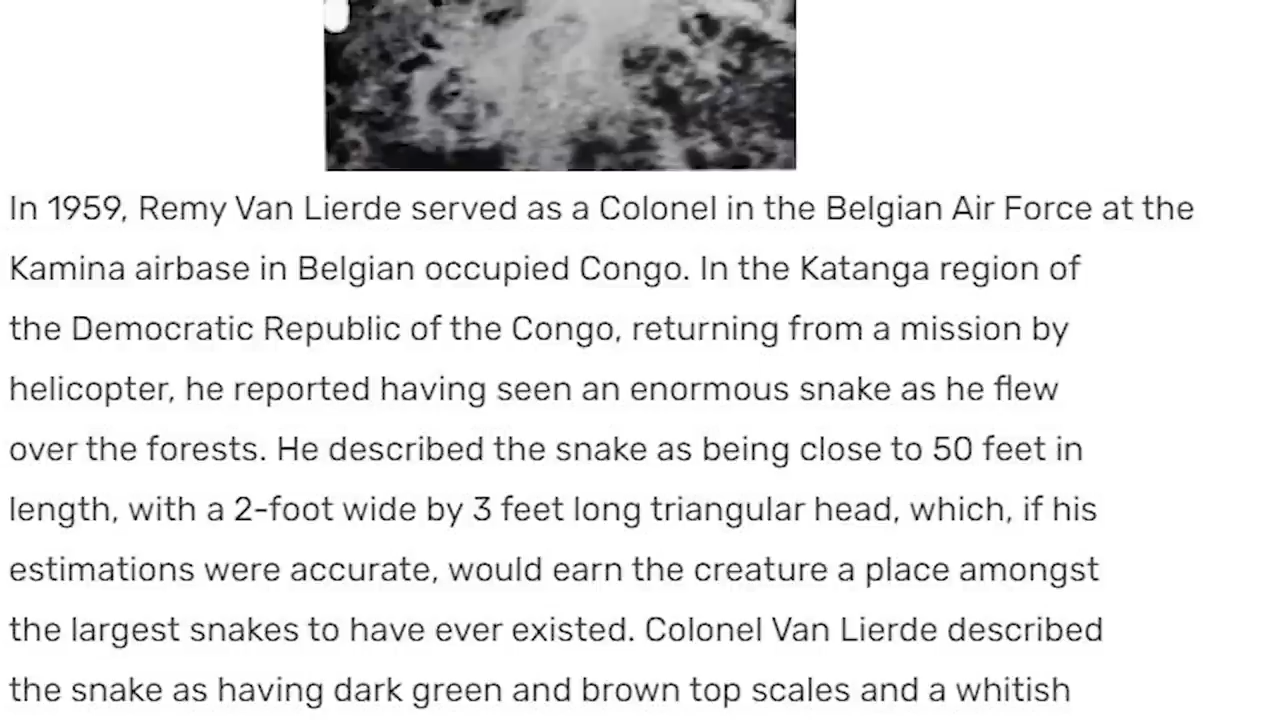 In 1959, Remy Van Lierde served as a Colonel in the Belgian Air Force at the
Kamina airbase in Belgian occupied Congo. In the Katanga region of
the Democratic Republic of the Congo, returning from a mission by
helicopter, he reported having seen an enormous snake as he flew
over the forests. He described the snake as being close to 50 feet in
length, with a 2-foot wide by 3 feet long triangular head, which, if his
estimations were accurate, would earn the creature a place amongst
the largest snakes to have ever existed. Colonel Van Lierde described
the snake as having dark green and brown top scales and a whitish